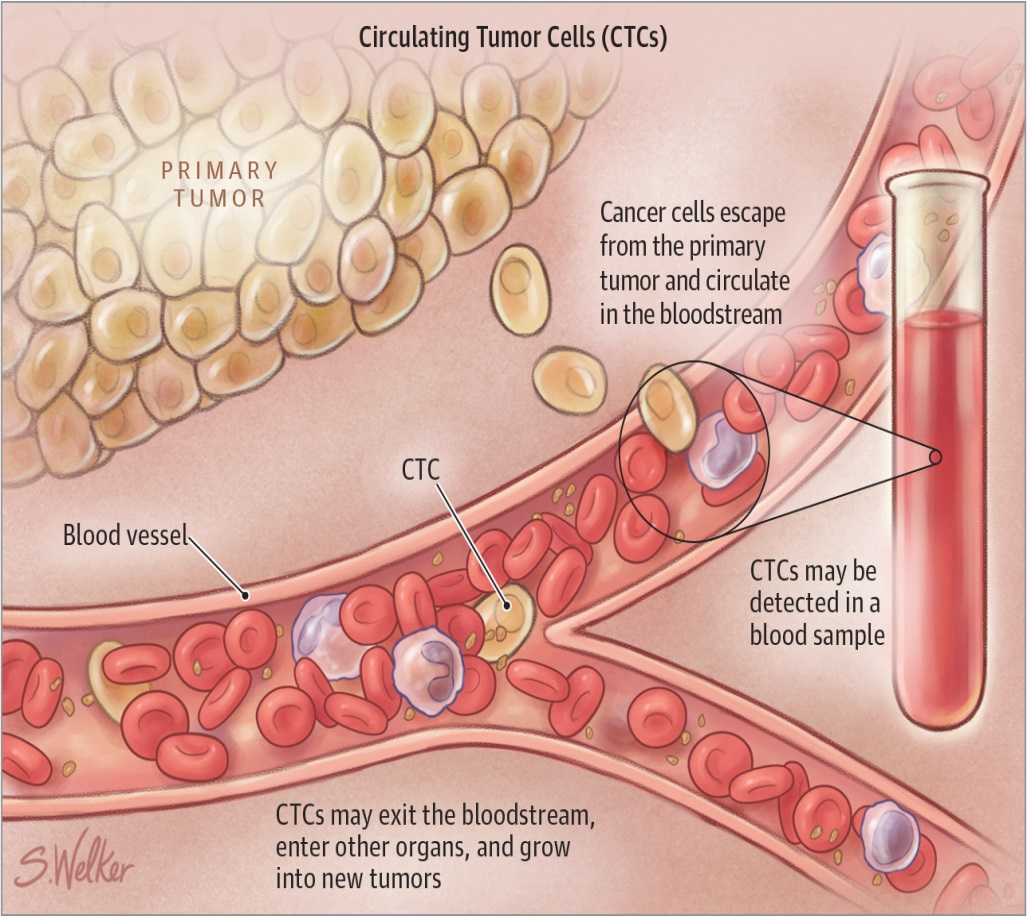 Circulating Tumor Cells (CTCs)
PRIMARY
TUMOR
Cancer cells escape
from the primary
tumor and circulate
in the bloodstream
CTC
Blood vessel
CTCs may be
detected in a
blood sample
CTCs may exit the bloodstream,
enter other organs, and grow
into new tumors
S.Welker